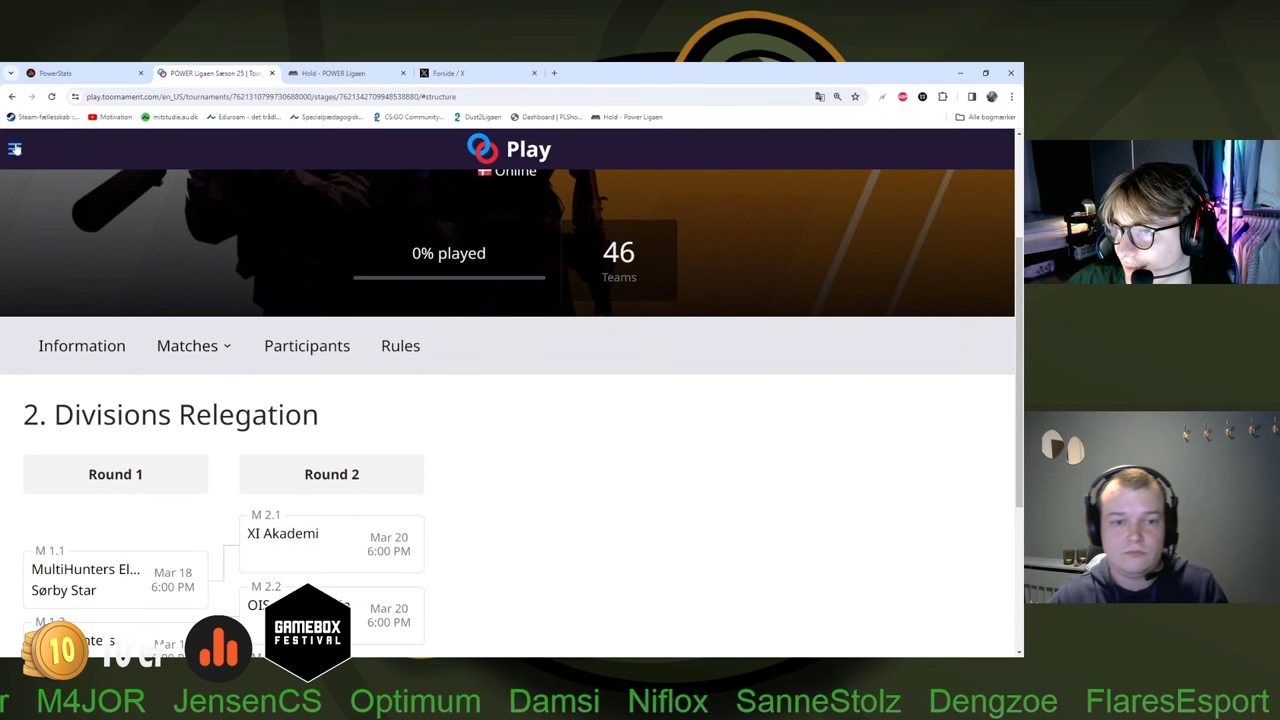 PowerStats
POWER Ligaen Sæson 25 | Too
Hold - POWER Ligaen
Forside / X
play.toornament.com/en_US/tournaments/7621310799730688000/stages/7621342709948538880/#structure
Steam-fællesskab :...
Motivation
mitstudie.au.dk
Eduroam - det trådl...
Specialpædagogisk...
CS:GO Community...
Dust2Ligaen
Dashboard | PLSho...
Hold - Power Ligaen
Alle bogmærker
Play
Online
0% played
46
Teams
Information
Matches
Participants
Rules
2. Divisions Relegation
Round 1
Round 2
M 2.1
XI Akademi
Mar 20
6:00 PM
M 1.1
MultiHunters El...
Sørby Star
Mar 18
6:00 PM
M 2.2
Mar 20
6:00 PM
10
GAMEBOX
FESTIVAL
M4JOR JensenCS Optimum Damsi Niflox SanneStolz Dengzoe FlaresEsport